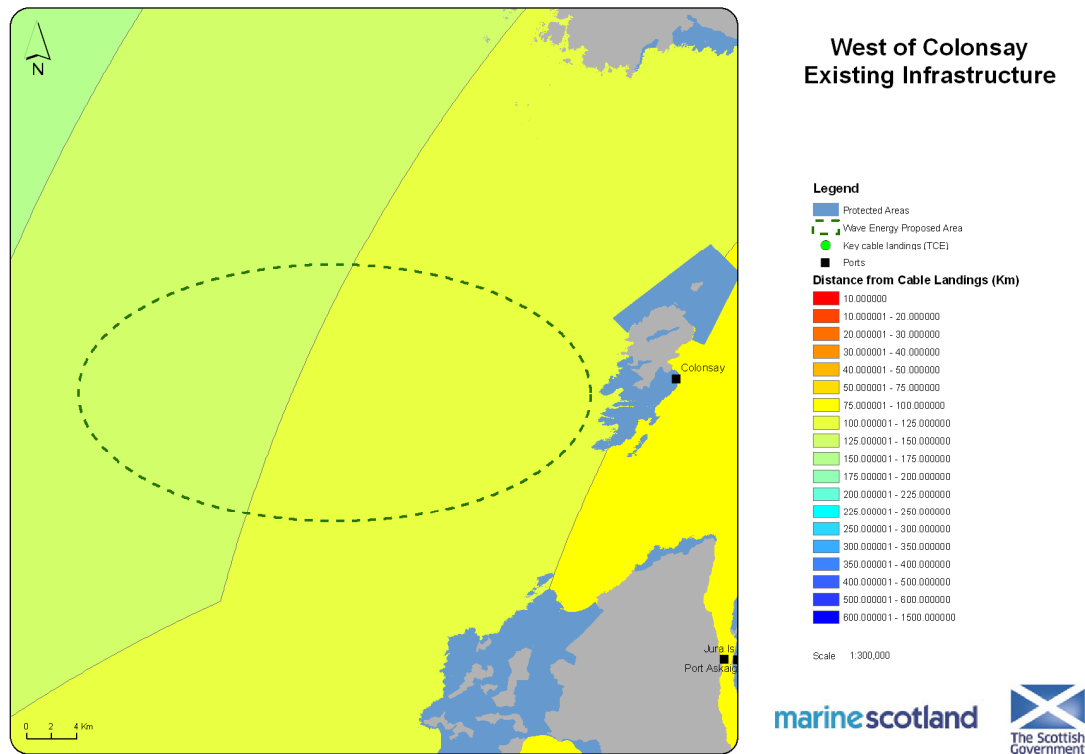 N
West of Colonsay
Existing Infrastructure
Legend
Protected Areas
Wave Energy Proposed Area
Key cable landings (TCE)
Ports
Distance from Cable Landings (Km)
10.000000
10.000001 - 20.000000
20.000001 - 30.000000
30.000001 - 40.000000
40.000001 - 50.000000
50.000001 - 75.000000
75.000001 - 100.000000
100.000001 - 125.000000
125.000001 - 150.000000
150.000001 - 175.000000
175.000001 - 200.000000
200.000001 - 225.000000
225.000001 - 250.000000
250.000001 - 300.000000
300.000001 - 350.000000
350.000001 - 400.000000
400.000001 - 500.000000
500.000001 - 600.000000
600.000001 - 1500.000000
Colonsay
Jura Is
Port Askaig
Scale 1:300,000
0 2 4 Km
marinescotland
The Scottish
Government